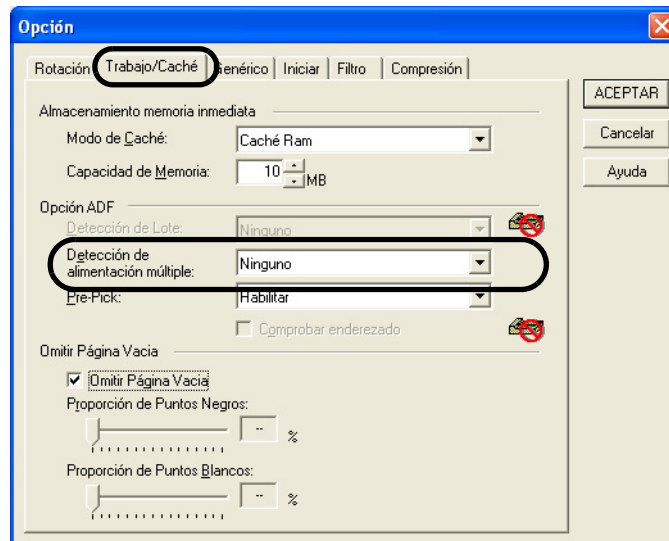 Opción
Rotación Trabajo/Caché Genérico Iniciar Filtro Compresión
ACEPTAR
Cancelar
Ayuda
Almacenamiento memoria inmediata
Modo de Caché: Caché Ram
Capacidad de Memoria: 10 MB
Opción ADF
Detección de Lote: Ninguno
Detección de
alimentación múltiple: Ninguno
Pre-Pick: Habilitar
Comprobar enderezado
Omitir Página Vacia
Omitir Página Vacia
Proporción de Puntos Negros:
-- %
Proporción de Puntos Blancos:
-- %